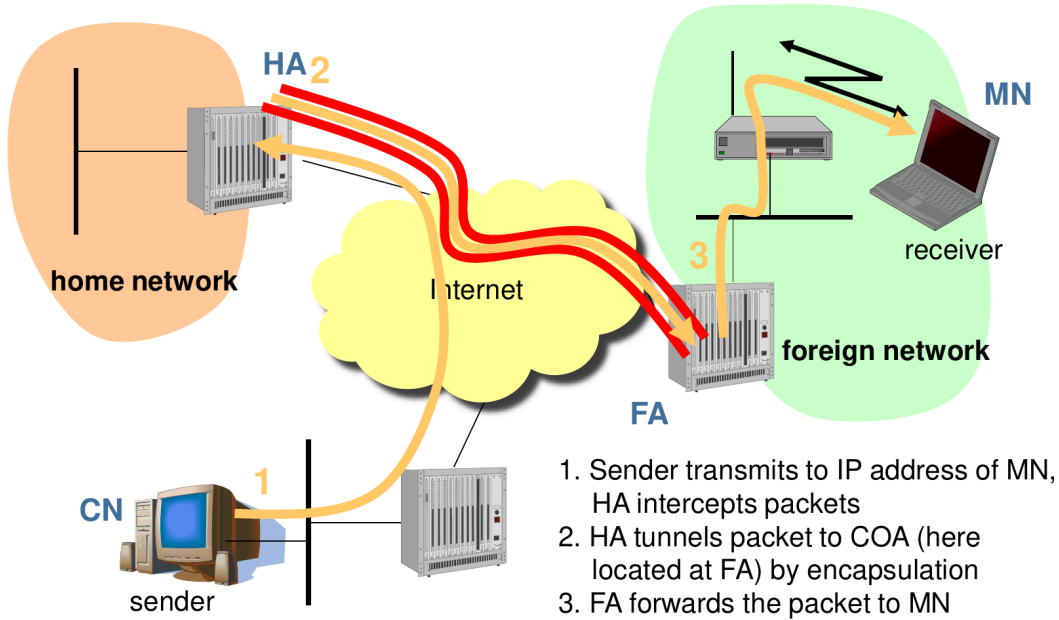 HA 2
MN
receiver
home network
Internet
3
foreign network
FA
1
CN
sender
1. Sender transmits to IP address of MN,
HA intercepts packets
2. HA tunnels packet to COA (here
located at FA) by encapsulation
3. FA forwards the packet to MN